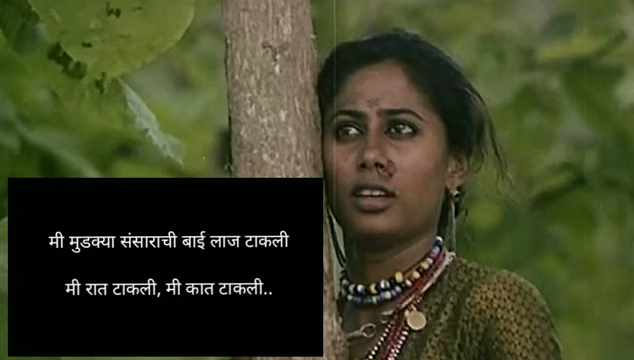 मी मुडक्या संसाराची बाई लाज टाकली
मी रात टाकली, मी कात टाकली..